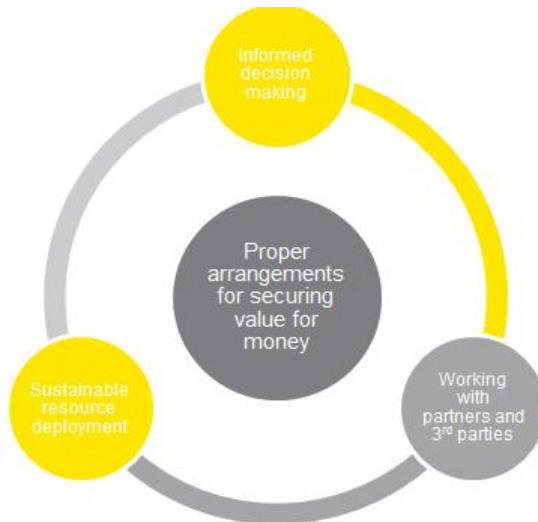 Informed
decision
making
Proper
arrangements
for securing
value for
money
Sustainable
resource
deployment
Working
with
partners and
3rd parties